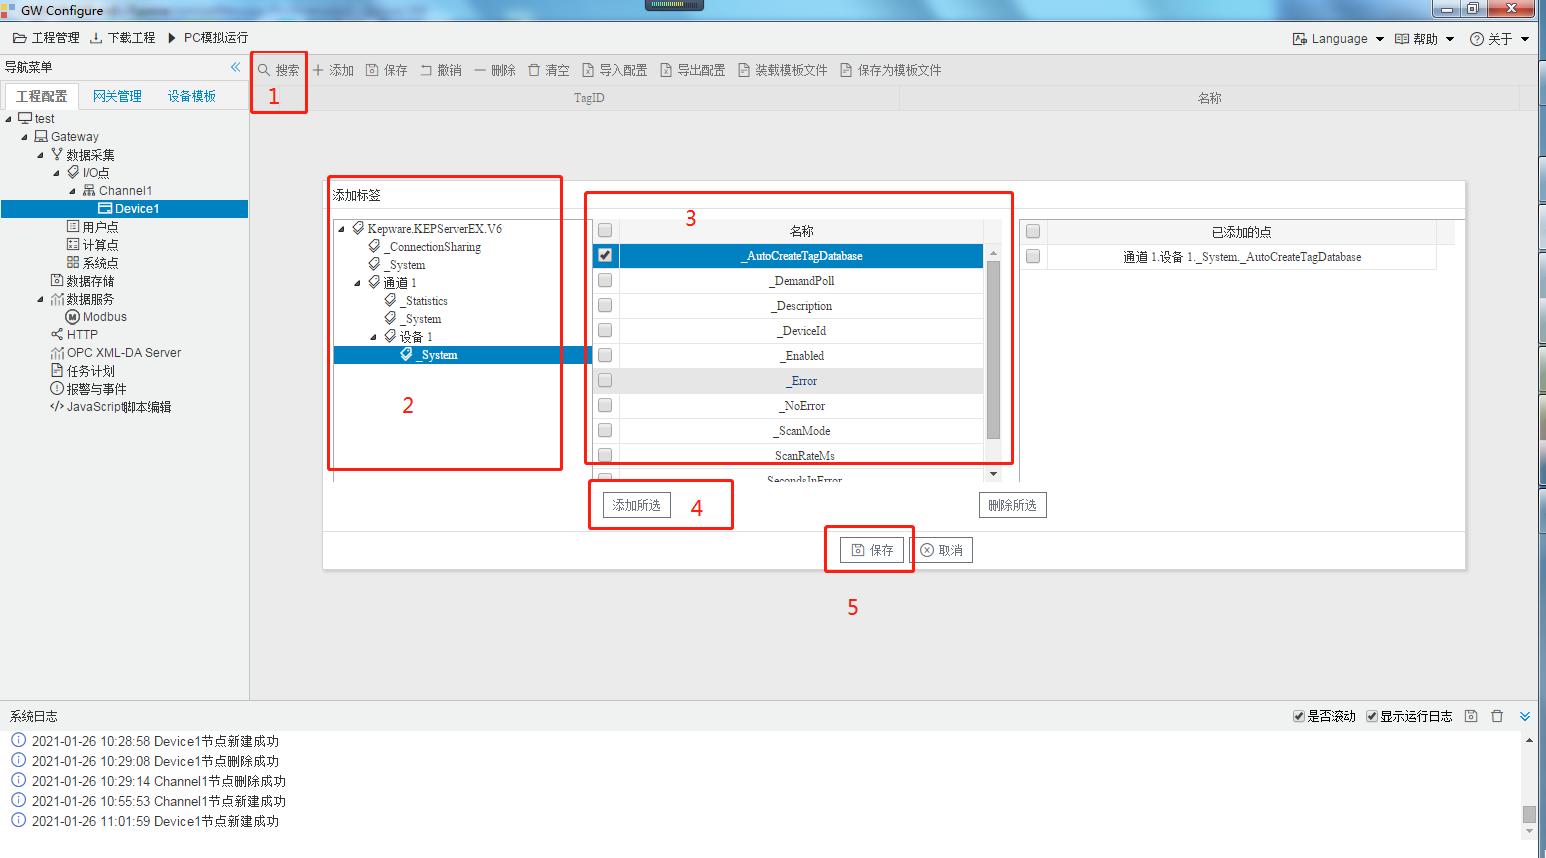 GW Configure
工程管理 下载工程 PC模拟运行 Language 帮助 关于
导航菜单
搜索 添加 保存 撤销 删除 清空 导入配置 导出配置 装载模板文件 保存为模板文件
1
工程配置 网关管理 设备模板
TagID 名称
test
Gateway
数据采集
I/O点
Channel1
Device1
用户点
计算点
系统点
数据存储
数据服务
Modbus
HTTP
OPC XML-DA Server
任务计划
报警与事件
JavaScript脚本编辑
添加标签
Kepware.KEPServerEX.V6
_ConnectionSharing
_System
通道 1
_Statistics
_System
设备 1
_System
2
3
名称
_AutoCreateTagDatabase
_DemandPoll
_Description
_DeviceId
_Enabled
_Error
_NoError
_ScanMode
_ScanRateMs
_SecondsInError
已添加的点
通道 1.设备 1._System._AutoCreateTagDatabase
添加所选
4
删除所选
保存
取消
5
系统日志
是否滚动 显示运行日志
2021-01-26 10:28:58 Device1节点新建成功
2021-01-26 10:29:08 Device1节点删除成功
2021-01-26 10:29:14 Channel1节点删除成功
2021-01-26 10:55:53 Channel1节点新建成功
2021-01-26 11:01:59 Device1节点新建成功